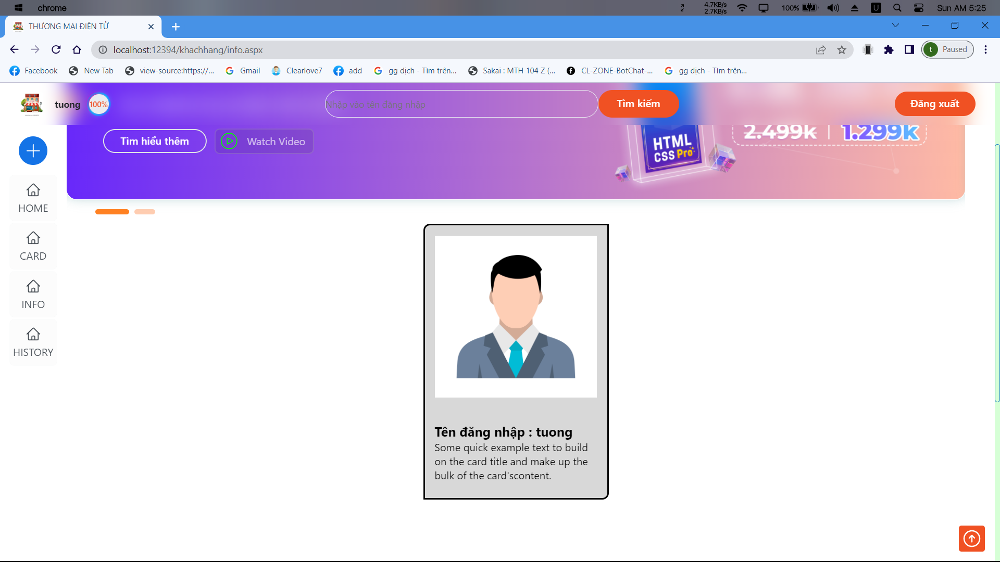 chrome
4.7KB/s
2.7KB/s
100%
U
Sun AM 5:25
THƯƠNG MẠI ĐIỆN TỬ
localhost:12394/khachhang/info.aspx
t Paused
Facebook
New Tab
view-source:https://...
Gmail
Clearlove7
add
gg dịch - Tìm trên...
Sakai : MTH 104 Z (...
CL-ZONE-BotChat-...
gg dịch - Tìm trên...
tuong
100%
Nhập vào tên đăng nhập
Tìm kiếm
Đăng xuất
Tìm hiểu thêm
Watch Video
HTML
CSS Pro
2.499k
1.299k
HOME
CARD
INFO
HISTORY
Tên đăng nhập : tuong
Some quick example text to build
on the card title and make up the
bulk of the card'scontent.